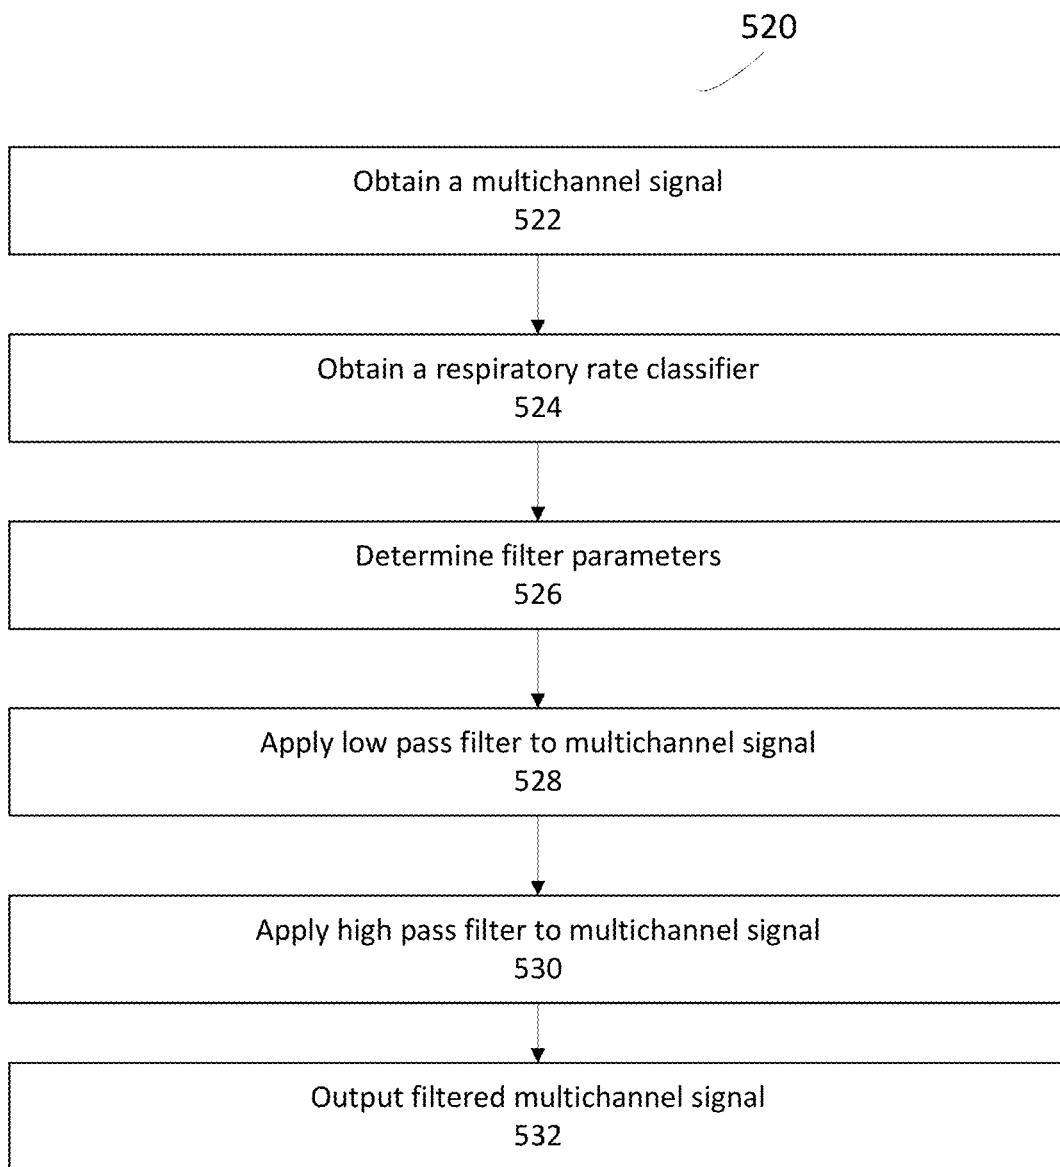 520
Obtain a multichannel signal
522
Obtain a respiratory rate classifier
524
Determine filter parameters
526
Apply low pass filter to multichannel signal
528
Apply high pass filter to multichannel signal
530
Output filtered multichannel signal
532